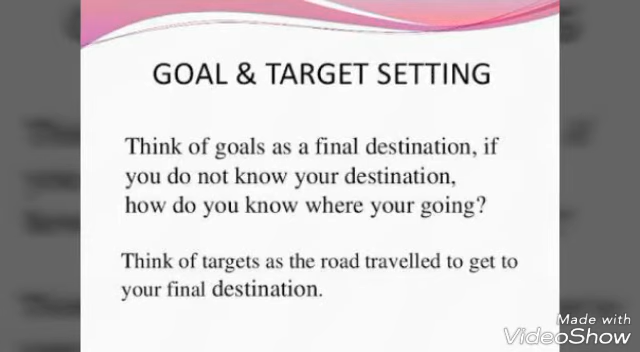 GOAL & TARGET SETTING
Think of goals as a final destination, if
you do not know your destination,
how do you know where your going?
Think of targets as the road travelled to get to
your final destination.
Made with
VideoShow